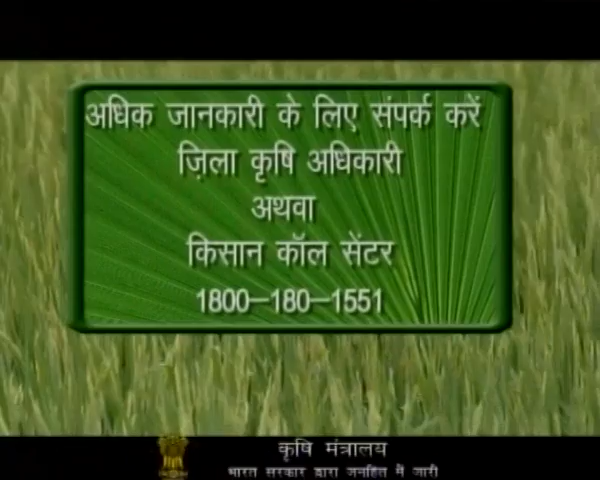 अधिक जानकारी के लिए संपर्क करें
ज़िला कृषि अधिकारी
अथवा
किसान कॉल सेंटर
1800–180–1551
कृषि मंत्रालय
भारत सरकार द्वारा जनहित में जारी